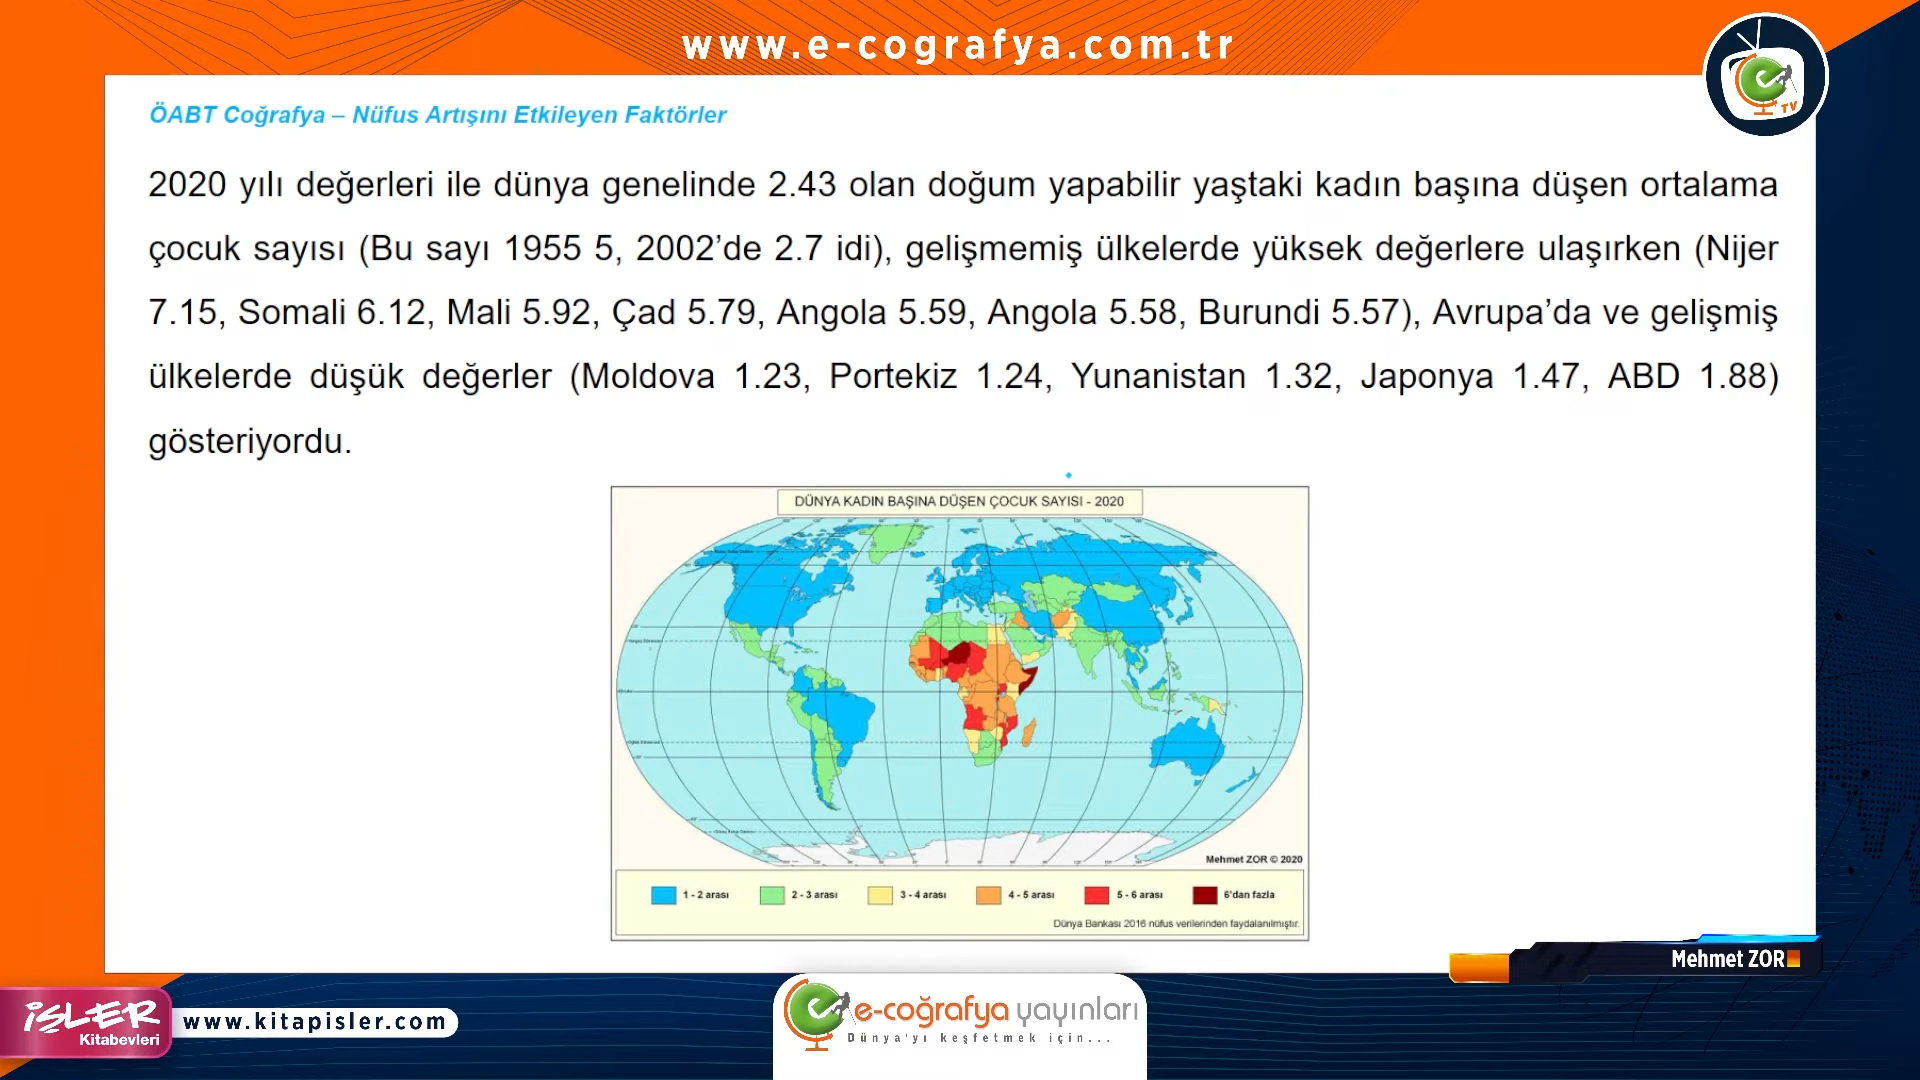 www.e-cografya.com.tr
TV
ÖABT Coğrafya – Nüfus Artışını Etkileyen Faktörler
2020 yılı değerleri ile dünya genelinde 2.43 olan doğum yapabilir yaştaki kadın başına düşen ortalama
çocuk sayısı (Bu sayı 1955 5, 2002’de 2.7 idi), gelişmemiş ülkelerde yüksek değerlere ulaşırken (Nijer
7.15, Somali 6.12, Mali 5.92, Çad 5.79, Angola 5.59, Angola 5.58, Burundi 5.57), Avrupa’da ve gelişmiş
ülkelerde düşük değerler (Moldova 1.23, Portekiz 1.24, Yunanistan 1.32, Japonya 1.47, ABD 1.88)
gösteriyordu.
DÜNYA KADIN BAŞINA DÜŞEN ÇOCUK SAYISI - 2020
Mehmet ZOR © 2020
1 - 2 arası
2 - 3 arası
3 - 4 arası
4 - 5 arası
5 - 6 arası
6'dan fazla
Dünya Bankası 2016 nüfus verilerinden faydalanılmıştır.
Mehmet ZOR
işLER
Kitabevleri
www.kitapisler.com
e-coğrafya yayınları
Dünya'yı keşfetmek için...